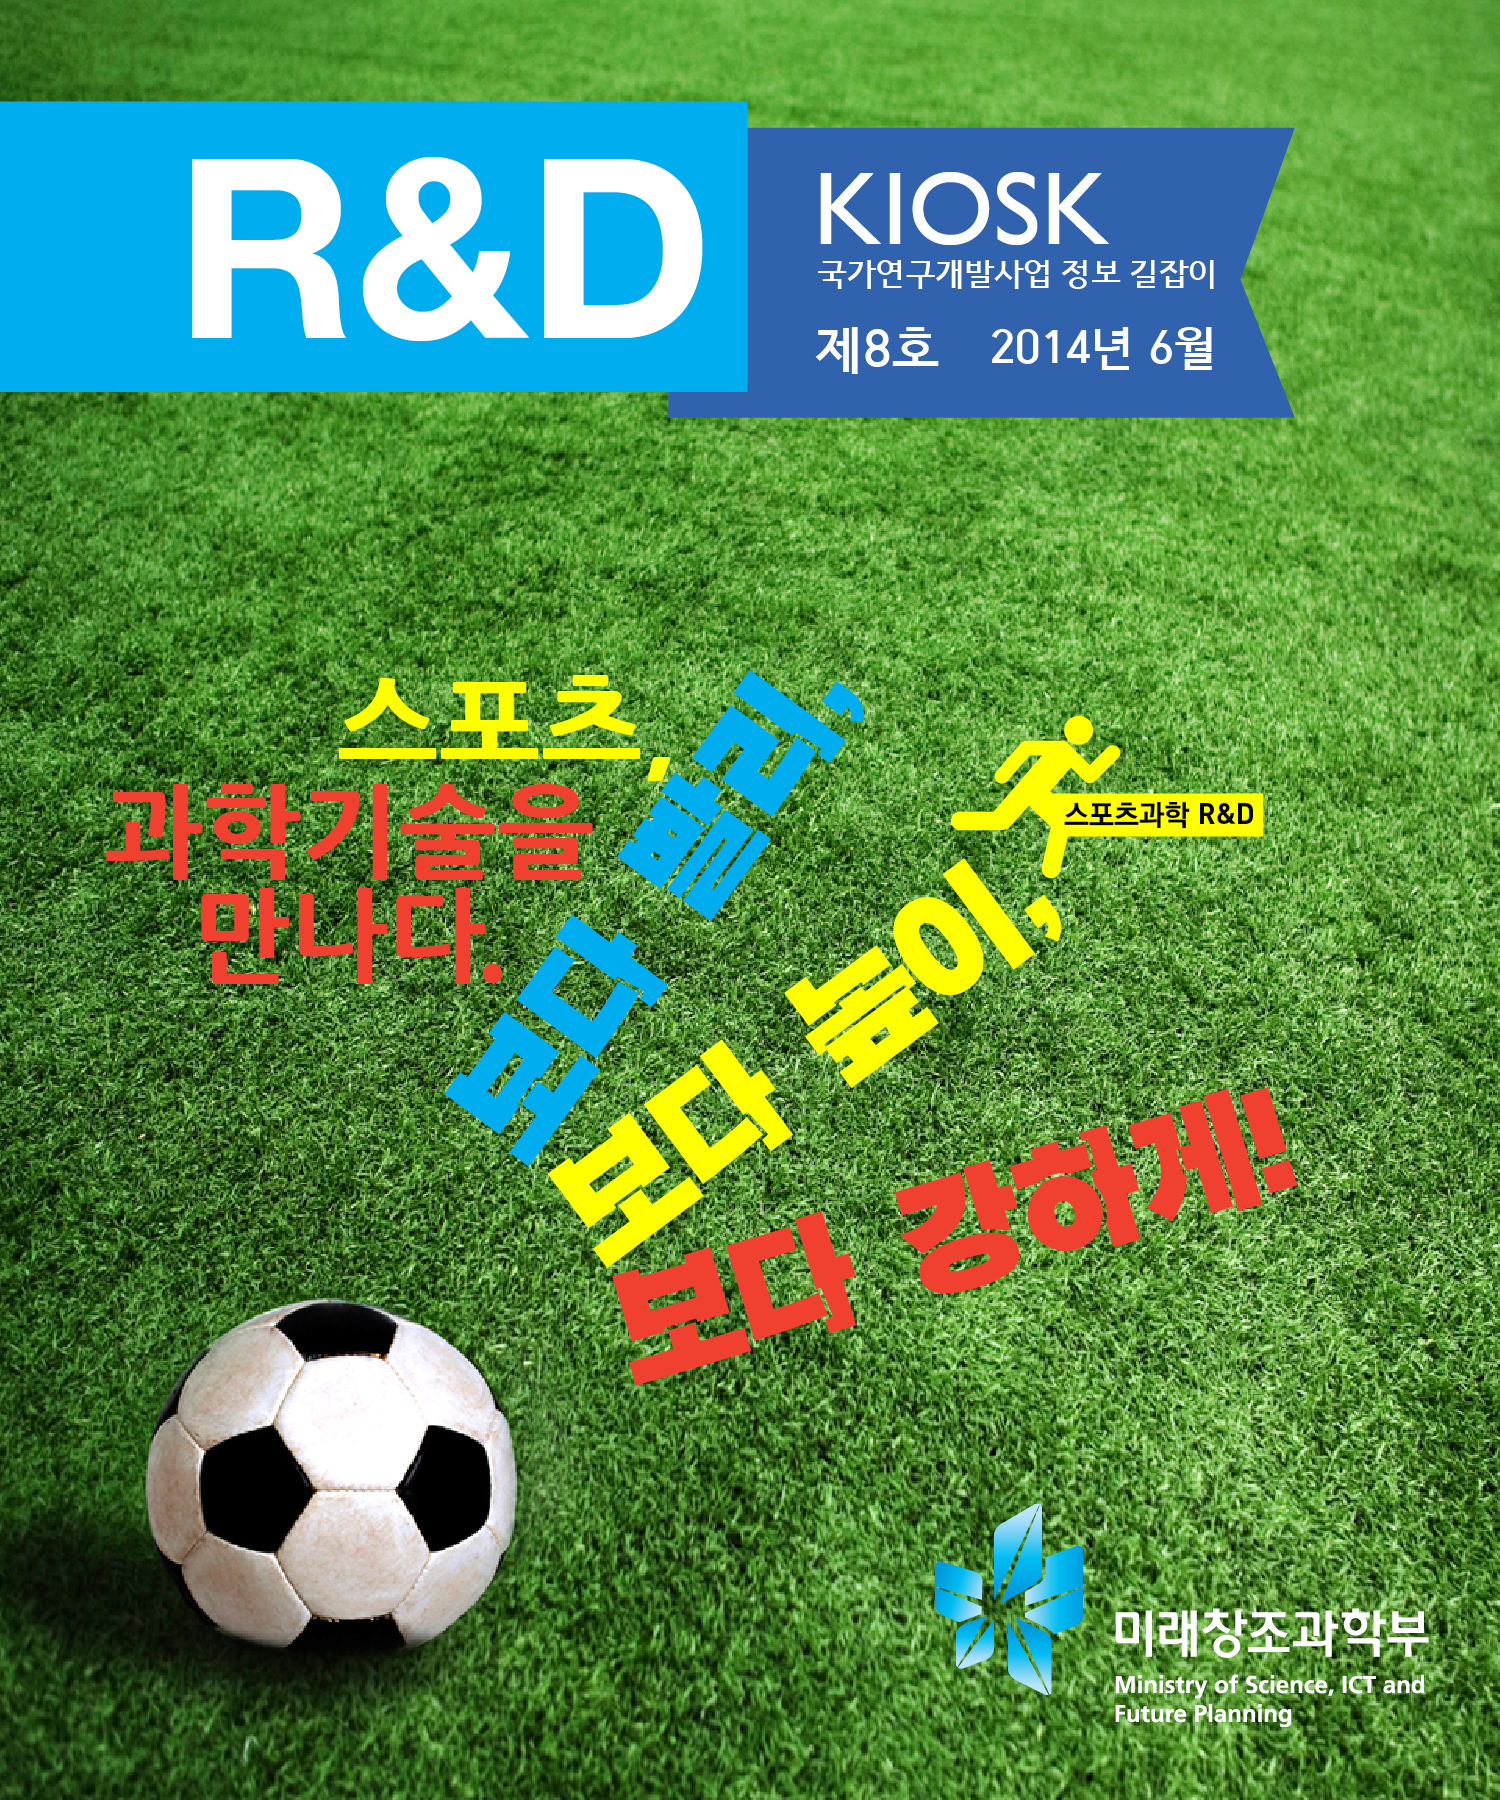 R&D
KIOSK
국가연구개발사업 정보 길잡이
제8호 2014년 6월
스포츠,
과학기술을
만나다.
보다 빨리,
보다 높이,
보다 강하게!
스포츠과학 R&D
미래창조과학부
Ministry of Science, ICT and
Future Planning